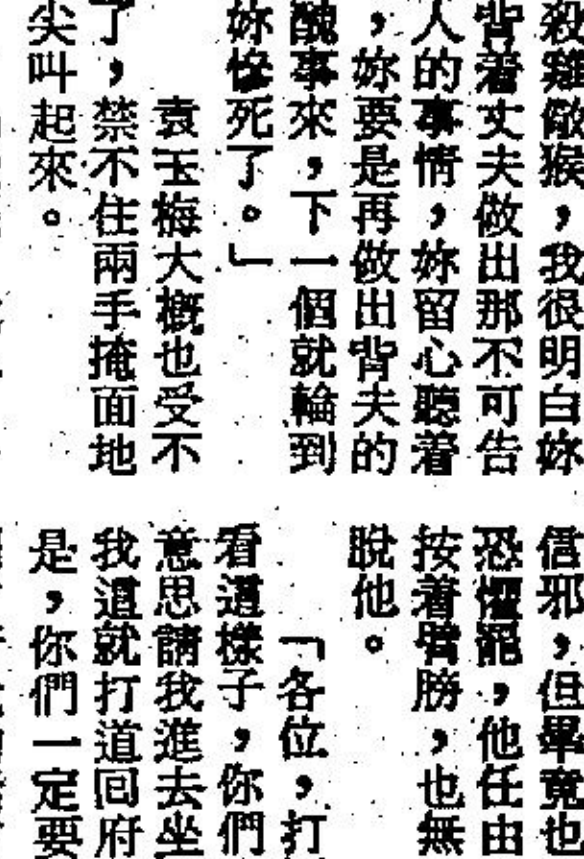 殺雞儆猴，我很明白妳
背着丈夫做出那不可告
人的事情，妳留心聽着
，妳要是再做出背夫的
醜事來，下一個就輪到
妳慘死了。」
袁玉梅大概也受不
了，禁不住兩手掩面地
尖叫起來。
信邪，但畢竟也
恐懼罷，他任由
按着臂膀，也無
脫他。
「各位，打
看這樣子，你們
意思請我進去坐
我這就打道回府
是，你們一定要